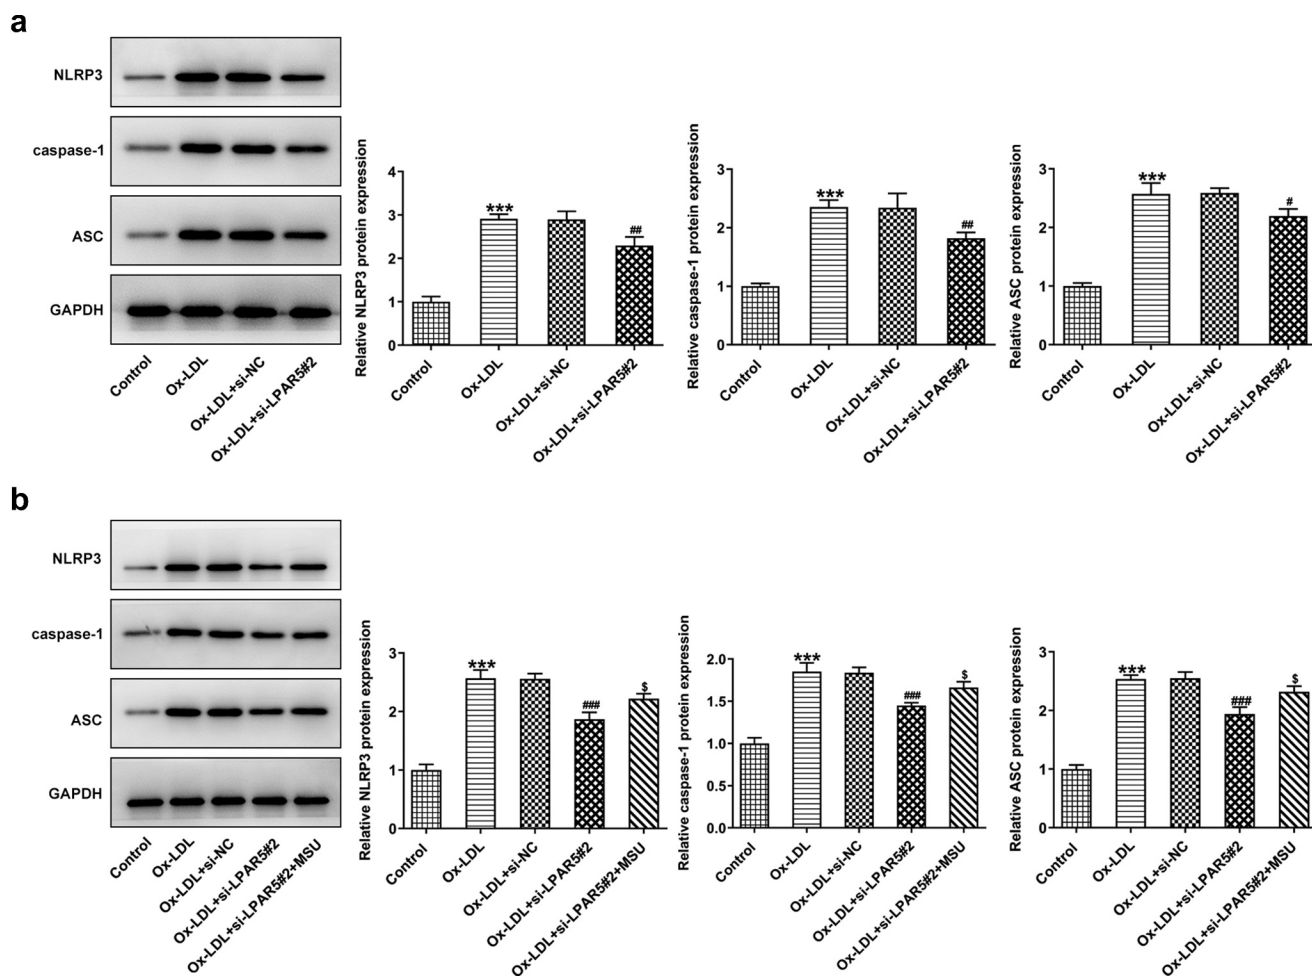 a
NLRP3
caspase-1
ASC
GAPDH
Control
Ox-LDL
Ox-LDL+si-NC
Ox-LDL+si-LPAR5#2
Relative NLRP3 protein expression
4
3
2
1
0
***
##
Control
Ox-LDL
Ox-LDL+si-NC
Ox-LDL+si-LPAR5#2
Relative caspase-1 protein expression
3
2
1
0
***
##
Control
Ox-LDL
Ox-LDL+si-NC
Ox-LDL+si-LPAR5#2
Relative ASC protein expression
3
2
1
0
***
#
Control
Ox-LDL
Ox-LDL+si-NC
Ox-LDL+si-LPAR5#2
b
NLRP3
caspase-1
ASC
GAPDH
Control
Ox-LDL
Ox-LDL+si-NC
Ox-LDL+si-LPAR5#2
Ox-LDL+si-LPAR5#2+MSU
Relative NLRP3 protein expression
3
2
1
0
***
###
$
Control
Ox-LDL
Ox-LDL+si-NC
Ox-LDL+si-LPAR5#2
Ox-LDL+si-LPAR5#2+MSU
Relative caspase-1 protein expression
2.0
1.5
1.0
0.5
0.0
***
###
$
Control
Ox-LDL
Ox-LDL+si-NC
Ox-LDL+si-LPAR5#2
Ox-LDL+si-LPAR5#2+MSU
Relative ASC protein expression
3
2
1
0
***
###
$
Control
Ox-LDL
Ox-LDL+si-NC
Ox-LDL+si-LPAR5#2
Ox-LDL+si-LPAR5#2+MSU